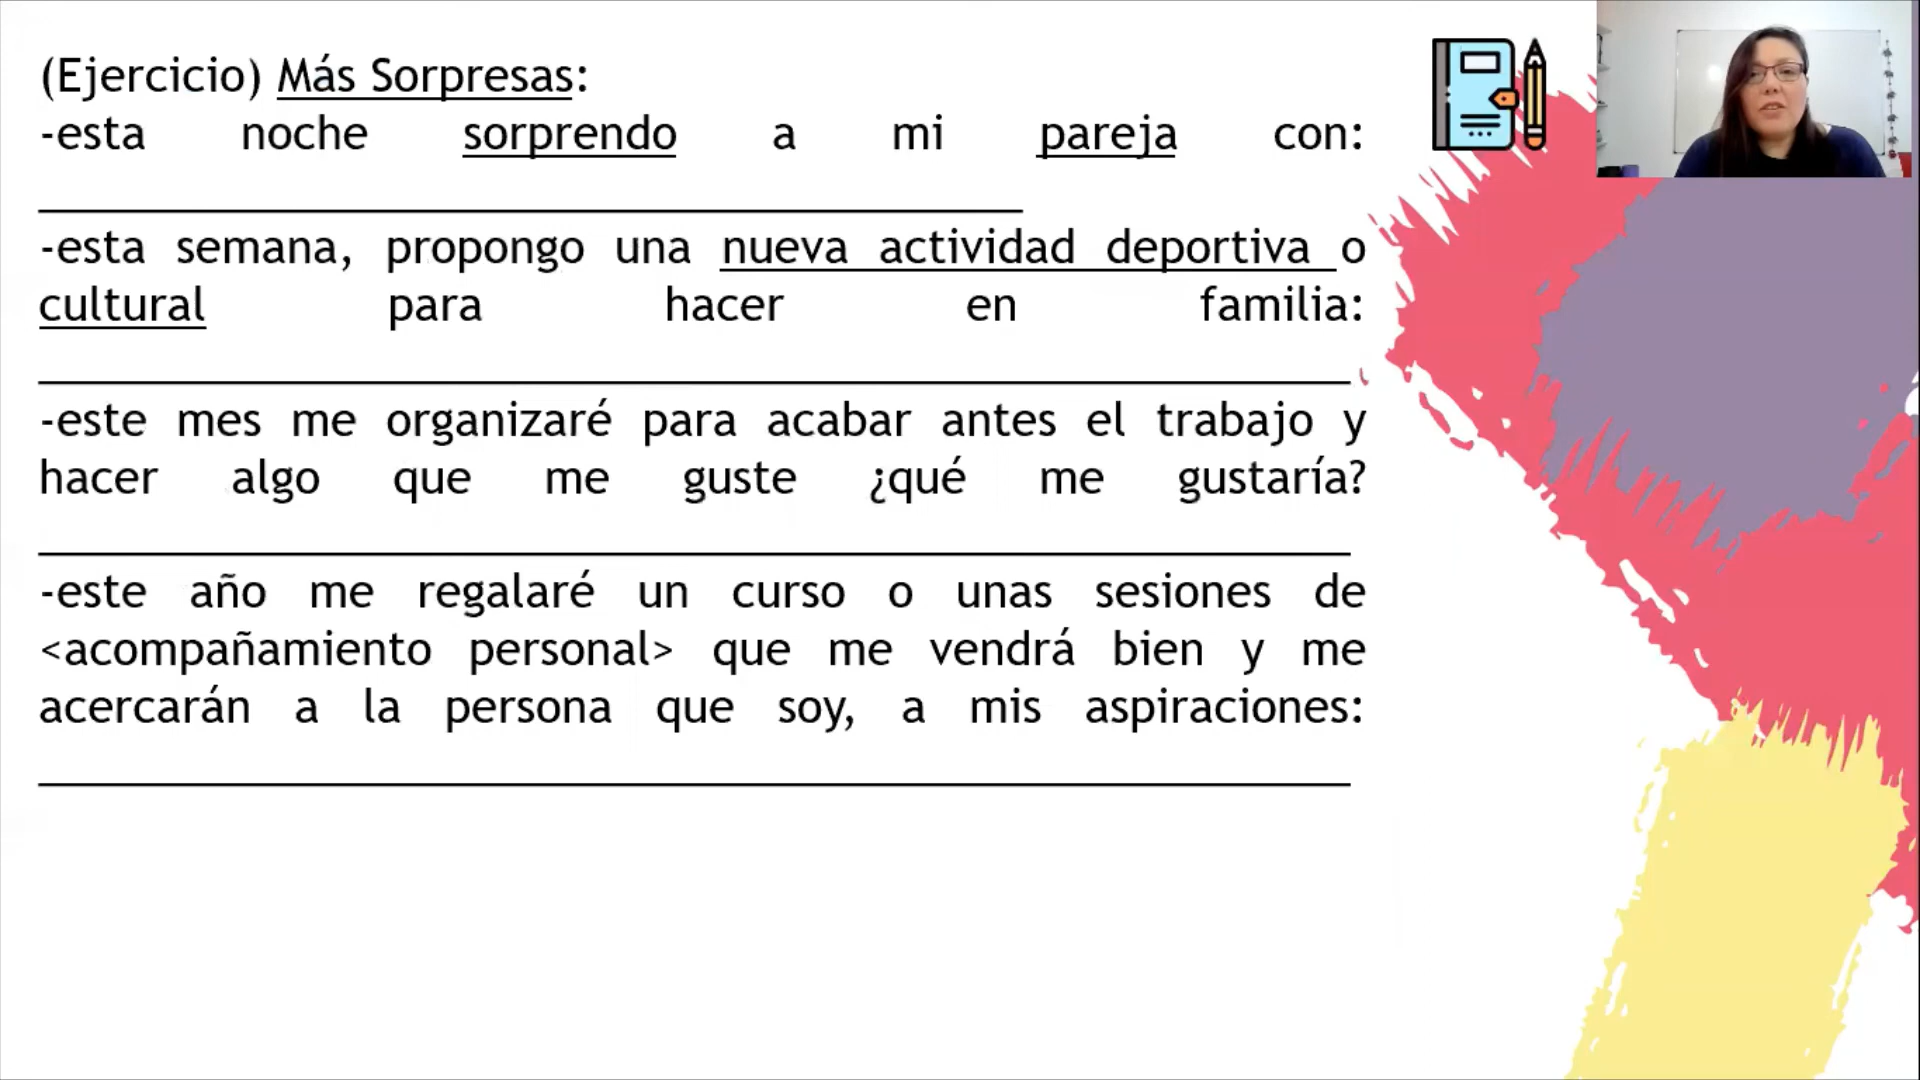 (Ejercicio) Más Sorpresas:
-esta noche sorprendo a mi pareja con:
-esta semana, propongo una nueva actividad deportiva o
cultural para hacer en familia:
-este mes me organizaré para acabar antes el trabajo y
hacer algo que me guste ¿qué me gustaría?
-este año me regalaré un curso o unas sesiones de
<acompañamiento personal> que me vendrá bien y me
acercarán a la persona que soy, a mis aspiraciones: